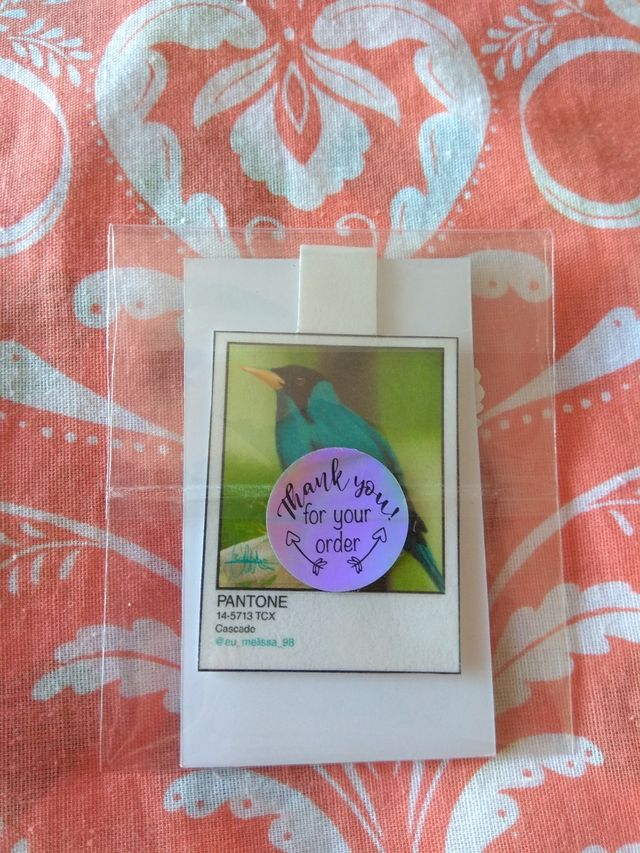 Thank you!
for your
order
PANTONE
14-5713 TCX
Cascade
@eu_melissa_98